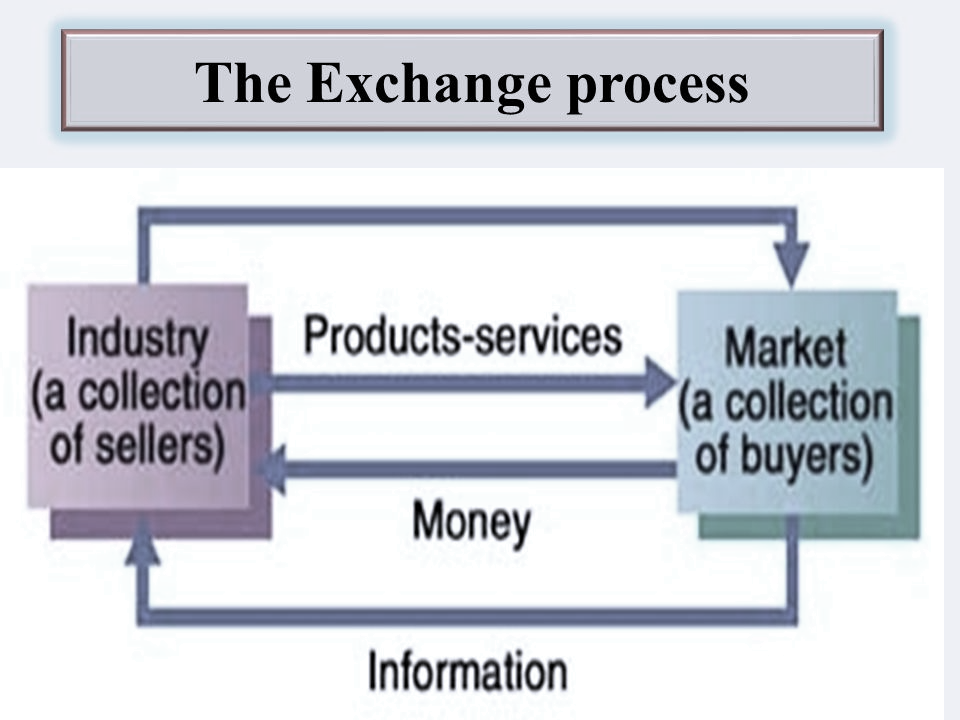 The Exchange process
Industry
(a collection
of sellers)
Products-services
Market
(a collection
of buyers)
Money
Information